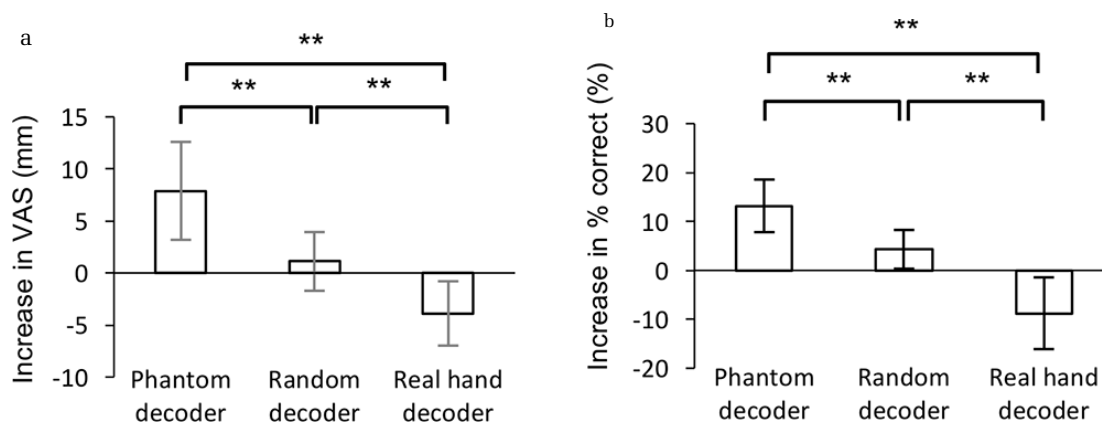 a
**
**
**
Increase in VAS (mm)
15
10
5
0
-5
-10
Phantom decoder
Random decoder
Real hand decoder
b
**
**
**
Increase in % correct (%)
30
20
10
0
-10
-20
Phantom decoder
Random decoder
Real hand decoder